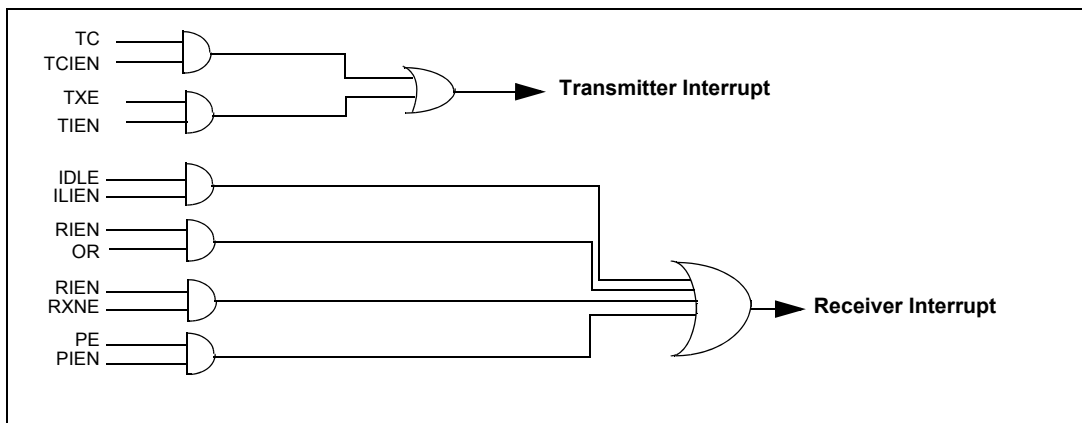 TC
TCIEN
TXE
TIEN
Transmitter Interrupt
IDLE
ILIEN
RIEN
OR
RIEN
RXNE
PE
PIEN
Receiver Interrupt